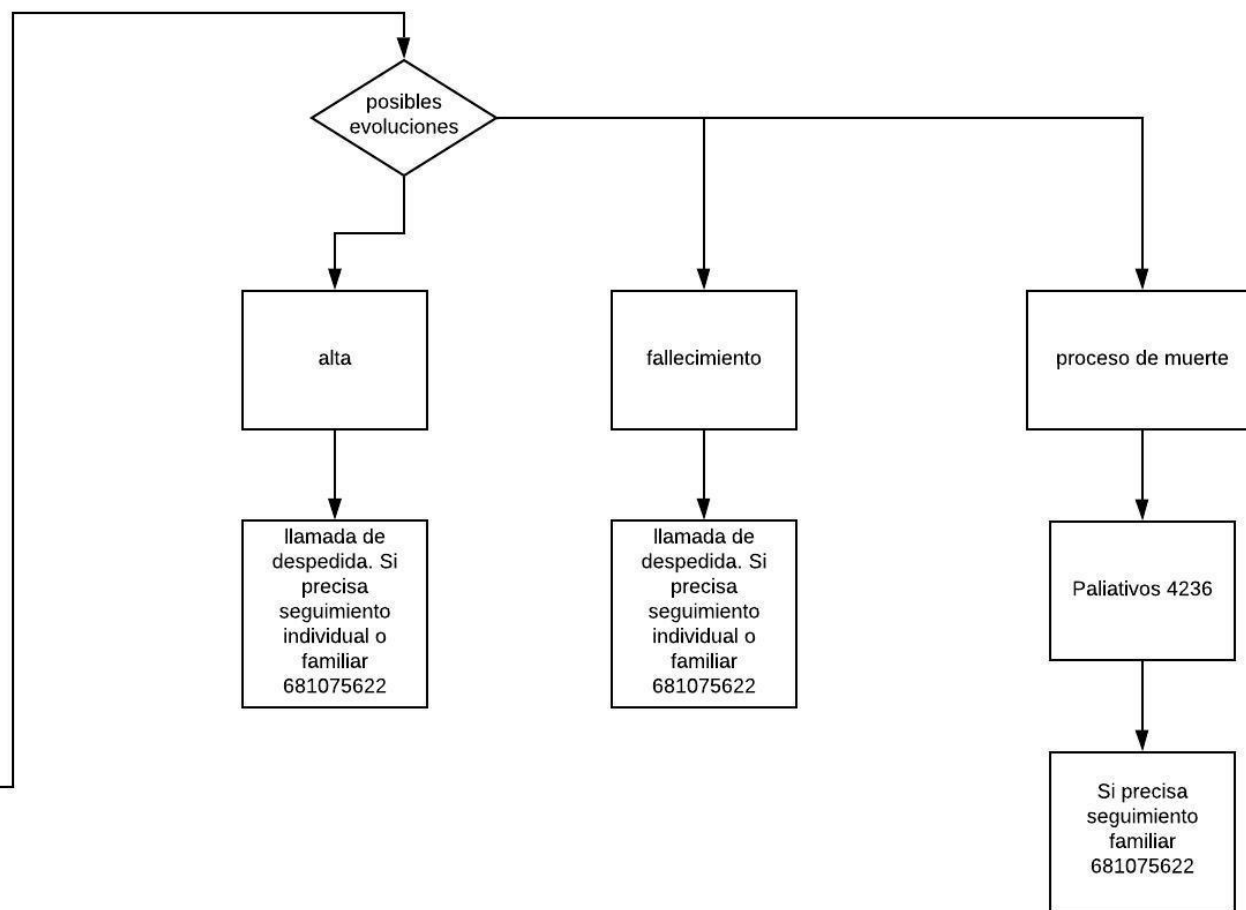 posibles
evoluciones
alta
fallecimiento
proceso de muerte
llamada de
despedida. Si
precisa
seguimiento
individual o
familiar
681075622
llamada de
despedida. Si
precisa
seguimiento
individual o
familiar
681075622
Paliativos 4236
Si precisa
seguimiento
familiar
681075622